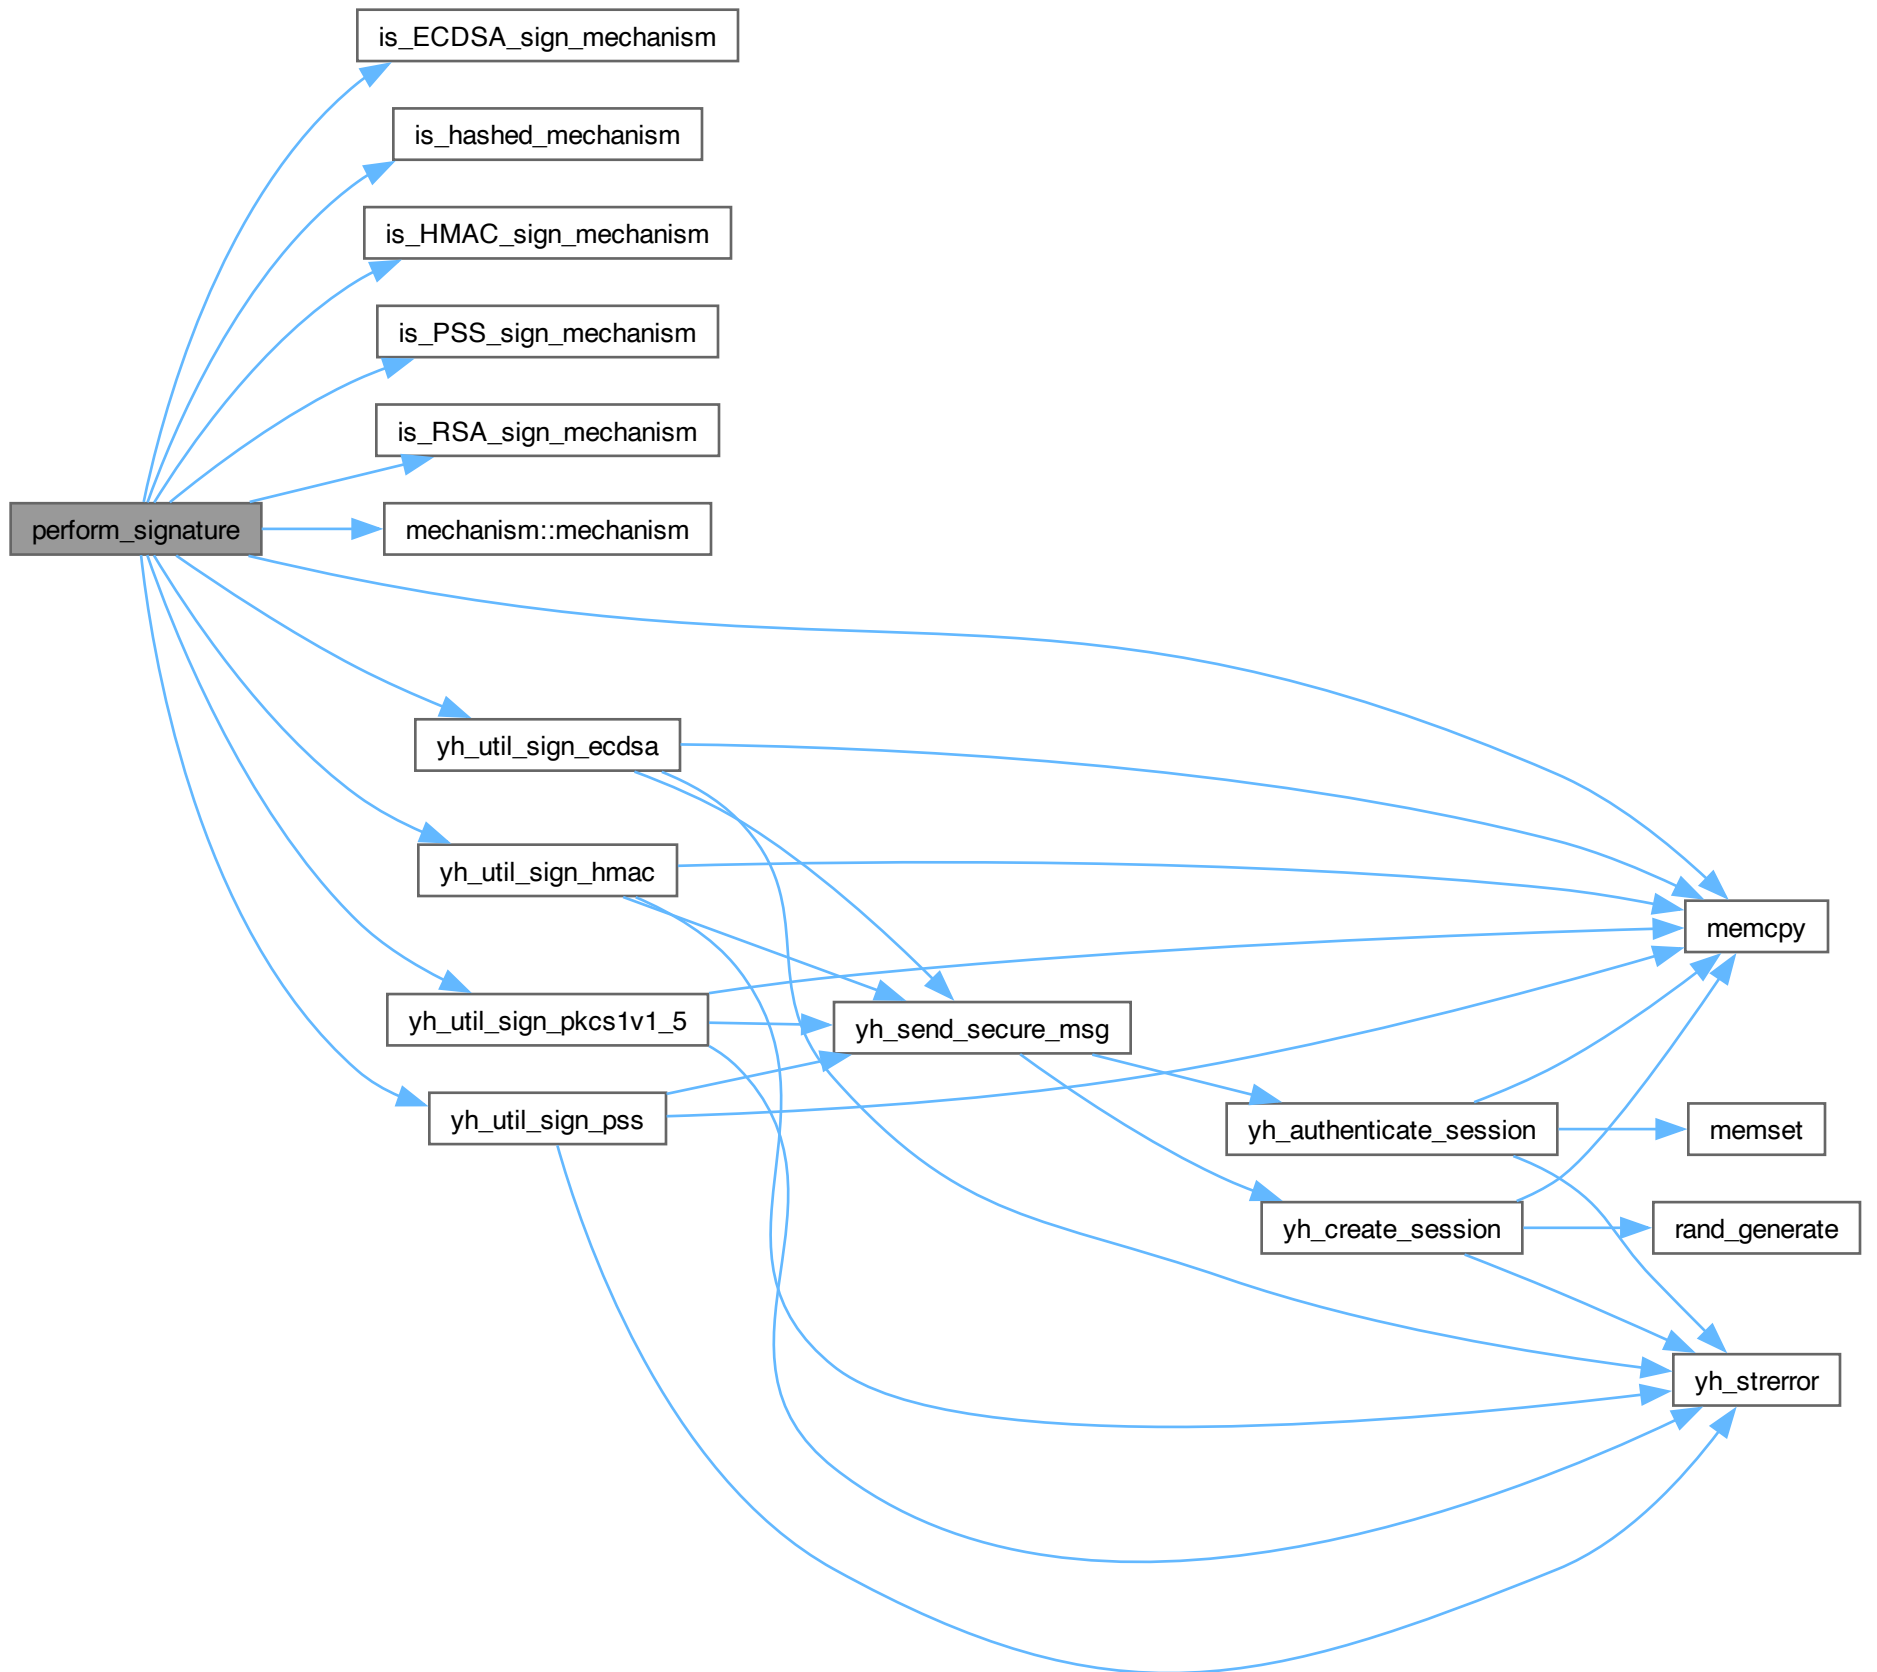 is_ECDSA_sign_mechanism
is_hashed_mechanism
is_HMAC_sign_mechanism
is_PSS_sign_mechanism
is_RSA_sign_mechanism
perform_signature
mechanism::mechanism
yh_util_sign_ecdsa
yh_util_sign_hmac
memcpy
yh_util_sign_pkcs1v1_5
yh_send_secure_msg
yh_util_sign_pss
yh_authenticate_session
memset
yh_create_session
rand_generate
yh_strerror